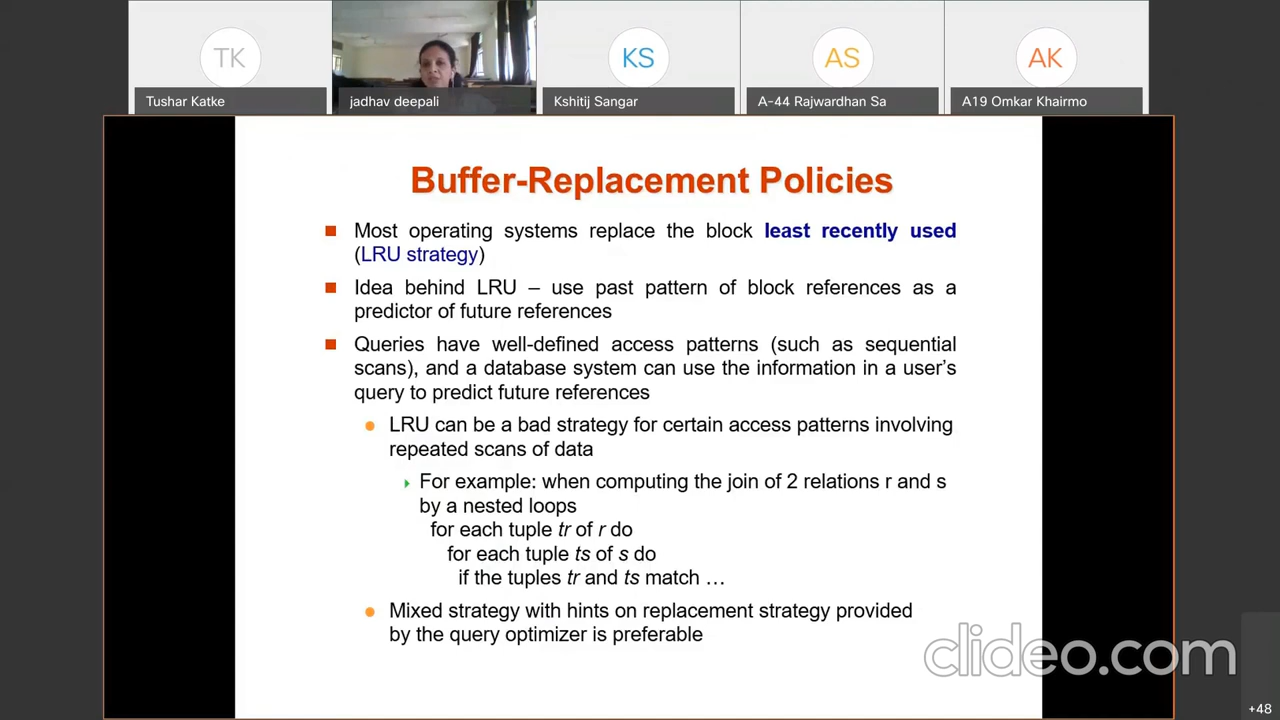 TK
KS
AS
AK
Tushar Katke
jadhav deepali
Kshitij Sangar
A-44 Rajwardhan Sa
A19 Omkar Khairmo
Buffer-Replacement Policies
Most operating systems replace the block least recently used
(LRU strategy)
Idea behind LRU – use past pattern of block references as a
predictor of future references
Queries have well-defined access patterns (such as sequential
scans), and a database system can use the information in a user's
query to predict future references
LRU can be a bad strategy for certain access patterns involving
repeated scans of data
For example: when computing the join of 2 relations r and s
by a nested loops
for each tuple tr of r do
for each tuple ts of s do
if the tuples tr and ts match …
Mixed strategy with hints on replacement strategy provided
by the query optimizer is preferable
clideo.com
+48